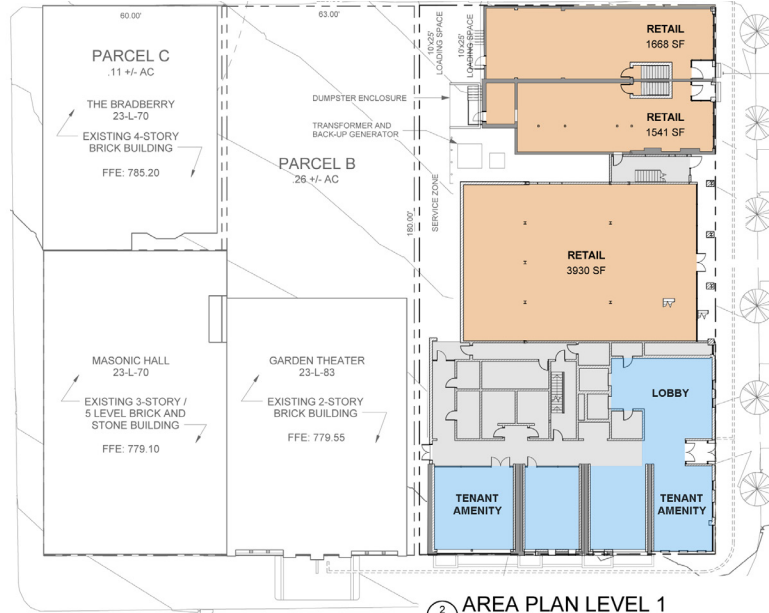 60.00'
63.00'
10'x25'
LOADING SPACE
10'x25'
LOADING SPACE
RETAIL
1668 SF
PARCEL C
.11 +/- AC
THE BRADBERRY
23-L-70
EXISTING 4-STORY
BRICK BUILDING
FFE: 785.20
DUMPSTER ENCLOSURE
TRANSFORMER AND
BACK-UP GENERATOR
RETAIL
1541 SF
PARCEL B
.26 +/- AC
180.00'
SERVICE ZONE
RETAIL
3930 SF
MASONIC HALL
23-L-70
EXISTING 3-STORY /
5 LEVEL BRICK AND
STONE BUILDING
FFE: 779.10
GARDEN THEATER
23-L-83
EXISTING 2-STORY
BRICK BUILDING
FFE: 779.55
LOBBY
TENANT
AMENITY
TENANT
AMENITY
2
AREA PLAN LEVEL 1